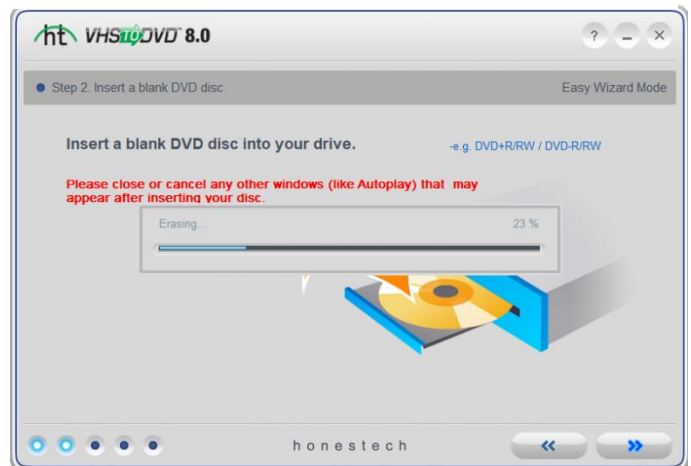 ht VHS TO DVD 8.0
? – ×
Step 2. Insert a blank DVD disc Easy Wizard Mode
Insert a blank DVD disc into your drive. -e.g. DVD+R/RW / DVD-R/RW
Please close or cancel any other windows (like Autoplay) that may
appear after inserting your disc.
Erasing... 23 %
honestech